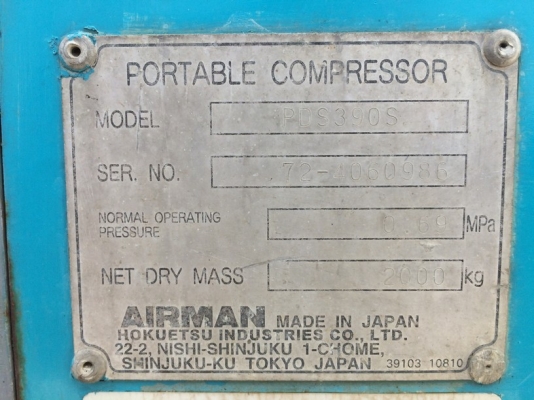 PORTABLE COMPRESSOR
MODEL PDS390S
SER. NO.
NORMAL OPERATING
PRESSURE MPa
NET DRY MASS 2000 kg
AIRMAN MADE IN JAPAN
HOKUETSU INDUSTRIES CO., LTD.
22-2, NISHI-SHINJUKU 1-CHOME,
SHINJUKU-KU TOKYO JAPAN 39103 10810